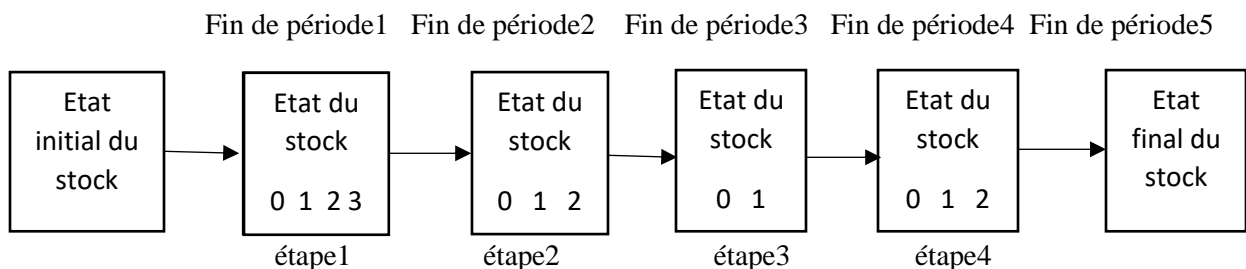 Fin de période1 Fin de période2 Fin de période3 Fin de période4 Fin de période5
Etat
initial du
stock
Etat du
stock
0 1 2 3
Etat du
stock
0 1 2
Etat du
stock
0 1
Etat du
stock
0 1 2
Etat
final du
stock
étape1 étape2 étape3 étape4